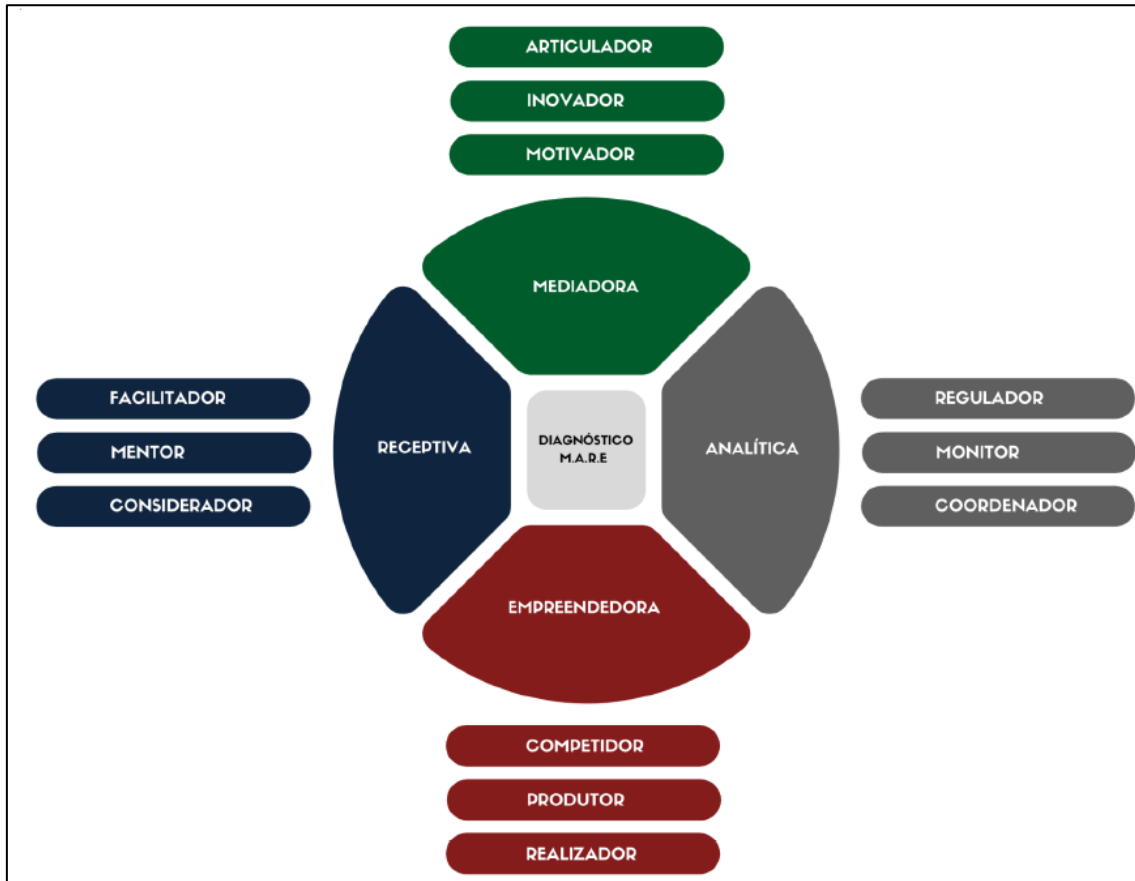 ARTICULADOR
INOVADOR
MOTIVADOR
MEDIADORA
FACILITADOR
MENTOR
CONSIDERADOR
RECEPTIVA
DIAGNÓSTICO
M.A.R.E
ANALÍTICA
REGULADOR
MONITOR
COORDENADOR
EMPREENDEDORA
COMPETIDOR
PRODUTOR
REALIZADOR